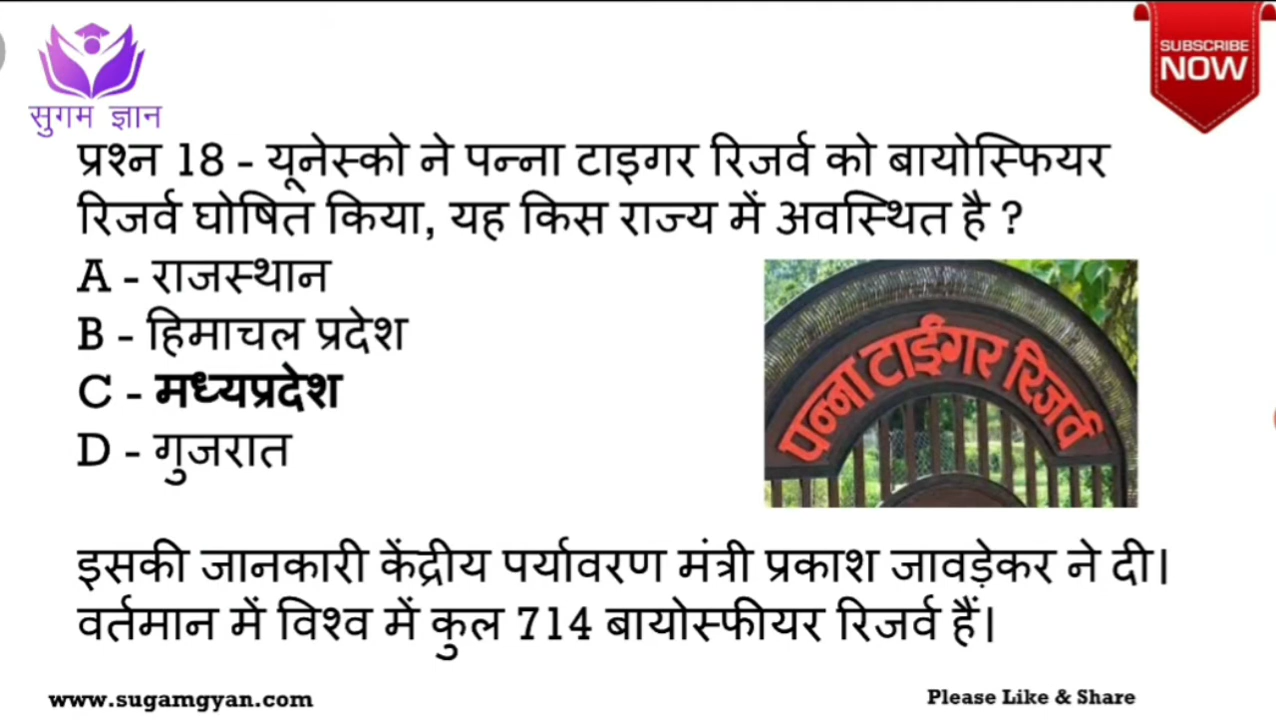 सुगम ज्ञान
SUBSCRIBE
NOW
प्रश्न 18 - यूनेस्को ने पन्ना टाइगर रिजर्व को बायोस्फियर
रिजर्व घोषित किया, यह किस राज्य में अवस्थित है ?
A - राजस्थान
B - हिमाचल प्रदेश
C - मध्यप्रदेश
D - गुजरात
पन्ना टाईगर रिजर्व
इसकी जानकारी केंद्रीय पर्यावरण मंत्री प्रकाश जावड़ेकर ने दी।
वर्तमान में विश्व में कुल 714 बायोस्फीयर रिजर्व हैं।
www.sugamgyan.com
Please Like & Share